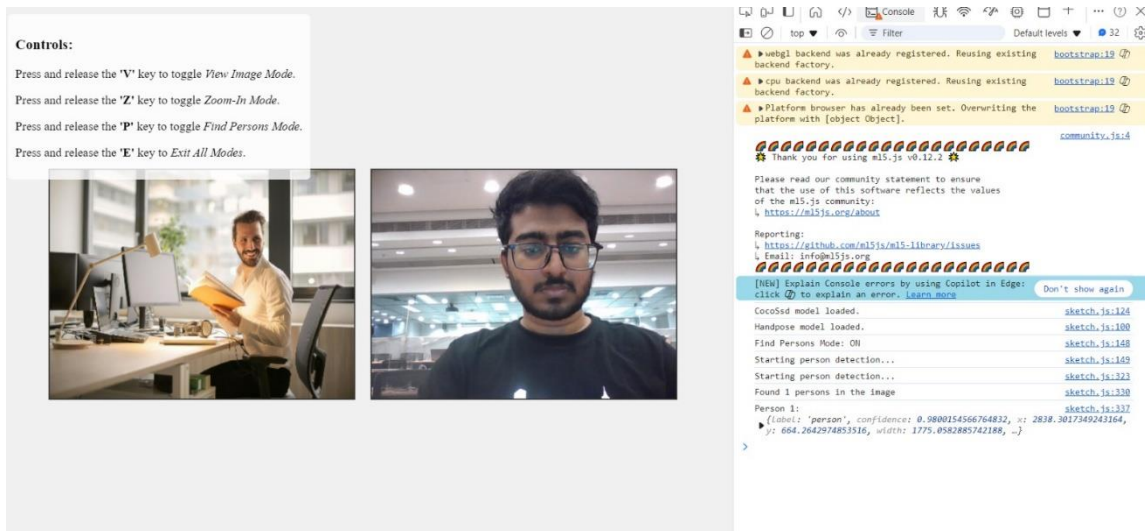 Controls:
Press and release the 'V' key to toggle View Image Mode.
Press and release the 'Z' key to toggle Zoom-In Mode.
Press and release the 'P' key to toggle Find Persons Mode.
Press and release the 'E' key to Exit All Modes.
Console
top
Filter
Default levels
32
webgl backend was already registered. Reusing existing
backend factory.
bootstrap:19
cpu backend was already registered. Reusing existing
backend factory.
bootstrap:19
Platform browser has already been set. Overwriting the
platform with [object Object].
bootstrap:19
community.js:4
Thank you for using ml5.js v0.12.2
Please read our community statement to ensure
that the use of this software reflects the values
of the ml5.js community:
↳ https://ml5js.org/about
Reporting:
↳ https://github.com/ml5js/ml5-library/issues
↳ Email: info@ml5js.org
[NEW] Explain Console errors by using Copilot in Edge:
click to explain an error. Learn more
Don't show again
CocoSsd model loaded. sketch.js:124
Handpose model loaded. sketch.js:100
Find Persons Mode: ON sketch.js:148
Starting person detection... sketch.js:149
Starting person detection... sketch.js:323
Found 1 persons in the image sketch.js:330
Person 1: sketch.js:337
{label: 'person', confidence: 0.9800154566764832, x: 2838.3017349243164,
y: 664.2642974853516, width: 1775.0582885742188, …}